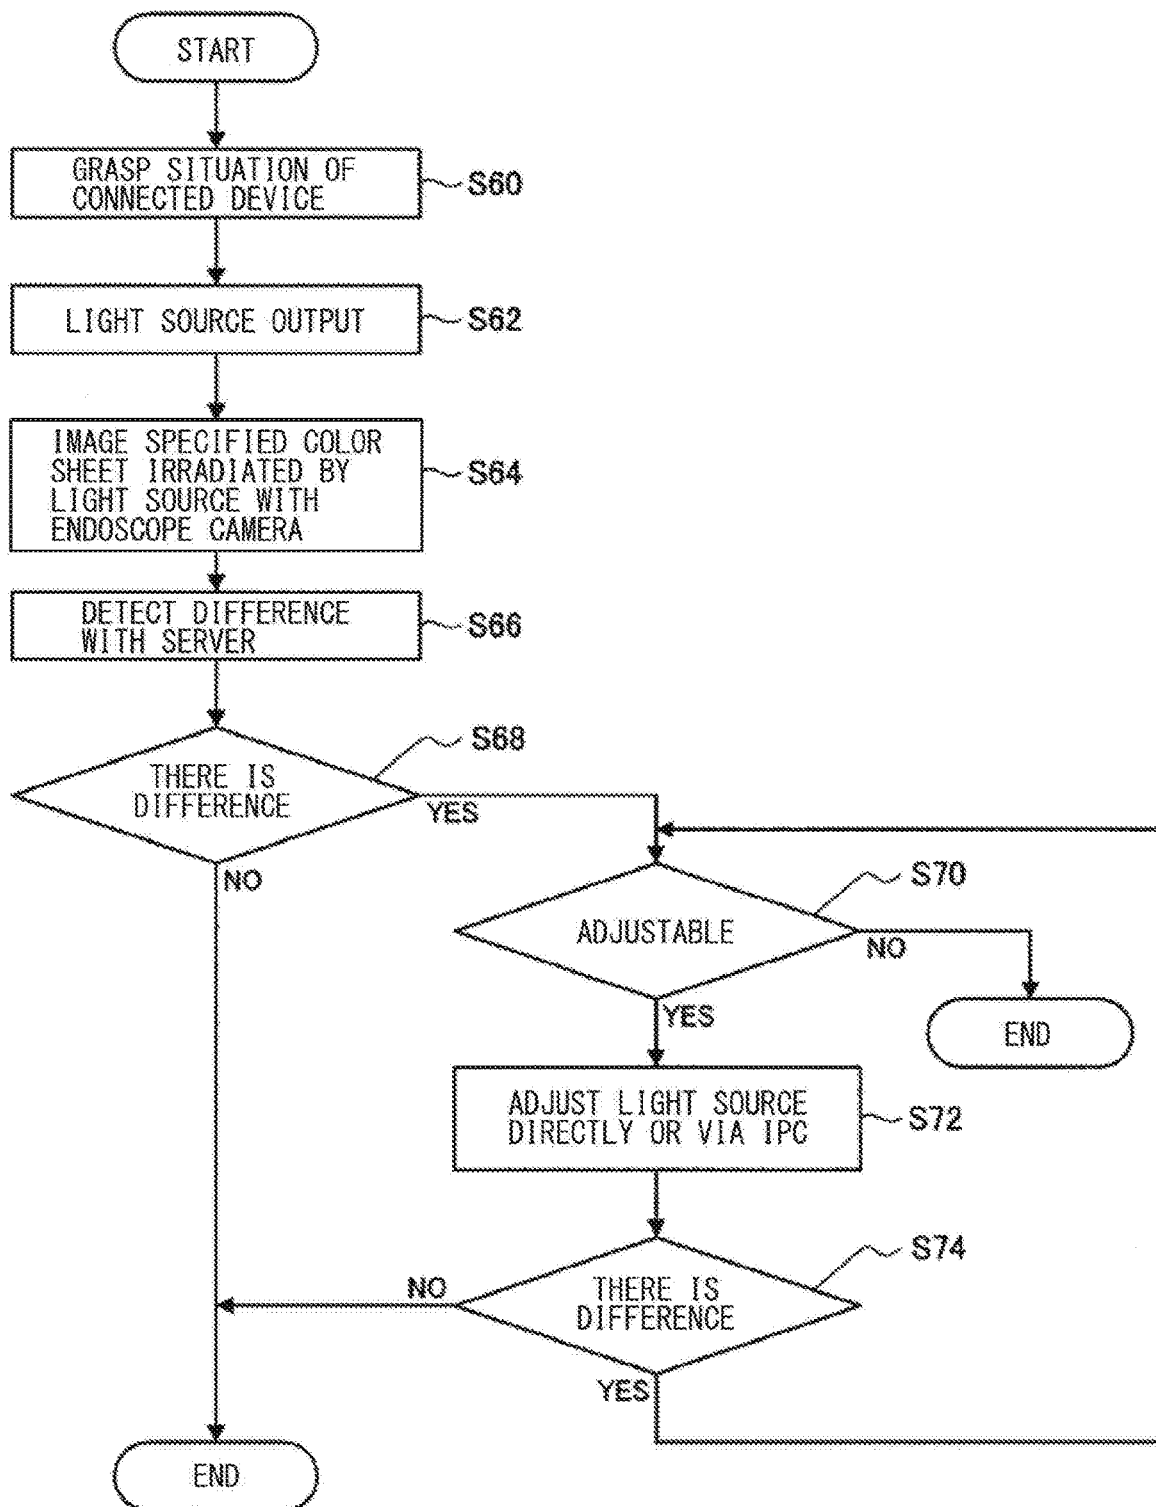 START
GRASP SITUATION OF
CONNECTED DEVICE
S60
LIGHT SOURCE OUTPUT
S62
IMAGE SPECIFIED COLOR
SHEET IRRADIATED BY
LIGHT SOURCE WITH
ENDOSCOPE CAMERA
S64
DETECT DIFFERENCE
WITH SERVER
S66
S68
THERE IS
DIFFERENCE
YES
NO
S70
ADJUSTABLE
NO
YES
END
ADJUST LIGHT SOURCE
DIRECTLY OR VIA IPC
S72
S74
THERE IS
DIFFERENCE
NO
YES
END